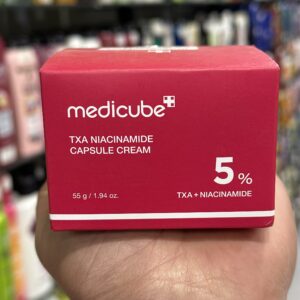 medicube
TXA NIACINAMIDE
CAPSULE CREAM
5%
55 g / 1.94 oz.
TXA + NIACINAMIDE